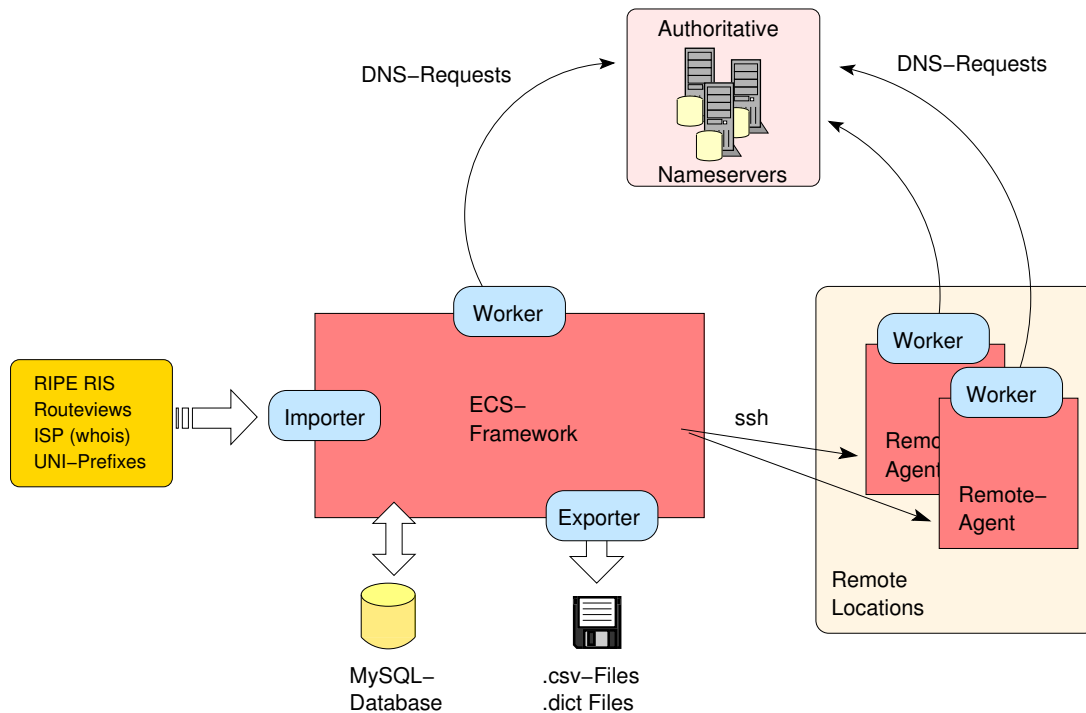 Authoritative
Nameservers
DNS−Requests
DNS−Requests
Worker
RIPE RIS
Routeviews
ISP (whois)
UNI−Prefixes
Importer
ECS−
Framework
ssh
Exporter
MySQL−
Database
.csv−Files
.dict Files
Worker
Agent
Worker
Remote−
Agent
Remote
Locations